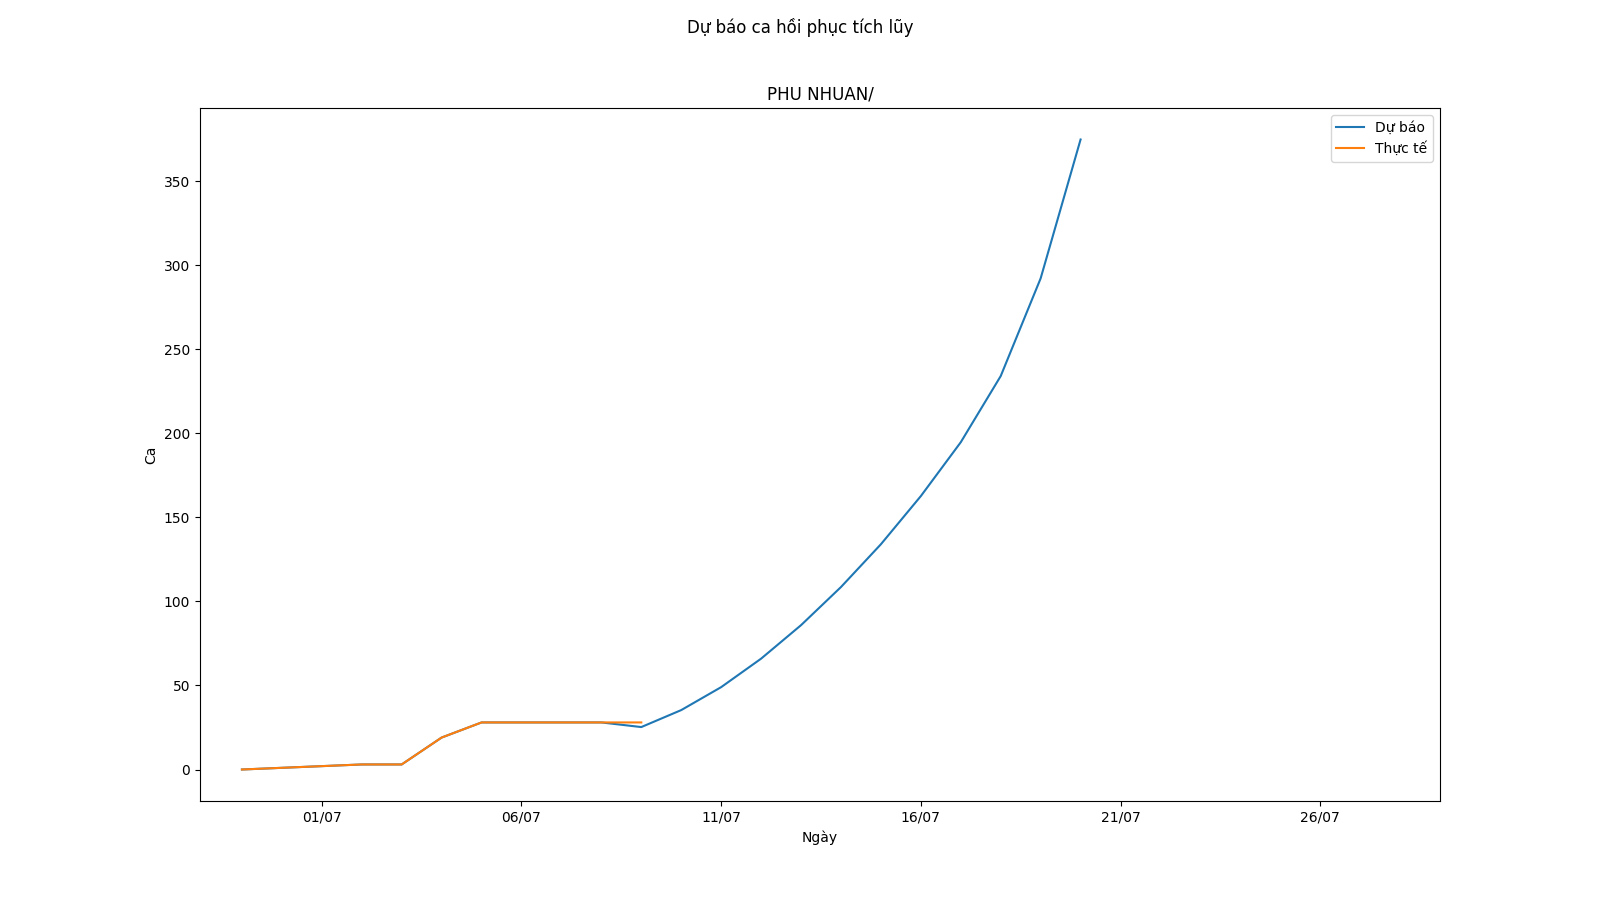 Dự báo ca hồi phục tích lũy
PHU NHUAN/
Dự báo
Thực tế
350
300
250
200
150
100
50
0
Ca
01/07 06/07 11/07 16/07 21/07 26/07
Ngày